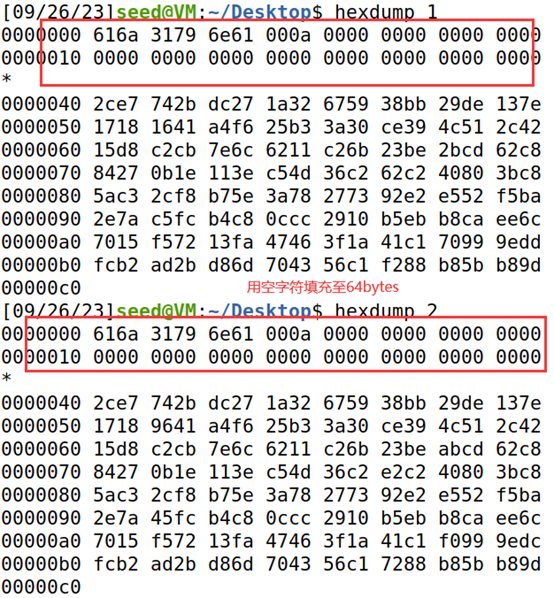 [09/26/23]seed@VM:~/Desktop$ hexdump 1
0000000 616a 3179 6e61 000a 0000 0000 0000 0000
0000010 0000 0000 0000 0000 0000 0000 0000 0000
*
0000040 2ce7 742b dc27 1a32 6759 38bb 29de 137e
0000050 1718 1641 a4f6 25b3 3a30 ce39 4c51 2c42
0000060 15d8 c2cb 7e6c 6211 c26b 23be 2bcd 62c8
0000070 8427 0b1e 113e c54d 36c2 62c2 4080 3bc8
0000080 5ac3 2cf8 b75e 3a78 2773 92e2 e552 f5ba
0000090 2e7a c5fc b4c8 0ccc 2910 b5eb b8ca ee6c
00000a0 7015 f572 13fa 4746 3f1a 41c1 7099 9edd
00000b0 fcb2 ad2b d86d 7043 56c1 f288 b85b b89d
00000c0
用空字符填充至64bytes
[09/26/23]seed@VM:~/Desktop$ hexdump 2
0000000 616a 3179 6e61 000a 0000 0000 0000 0000
0000010 0000 0000 0000 0000 0000 0000 0000 0000
*
0000040 2ce7 742b dc27 1a32 6759 38bb 29de 137e
0000050 1718 9641 a4f6 25b3 3a30 ce39 4c51 2c42
0000060 15d8 c2cb 7e6c 6211 c26b 23be abcd 62c8
0000070 8427 0b1e 113e c54d 36c2 e2c2 4080 3bc8
0000080 5ac3 2cf8 b75e 3a78 2773 92e2 e552 f5ba
0000090 2e7a 45fc b4c8 0ccc 2910 b5eb b8ca ee6c
00000a0 7015 f572 13fa 4746 3f1a 41c1 f099 9edc
00000b0 fcb2 ad2b d86d 7043 56c1 7288 b85b b89d
00000c0